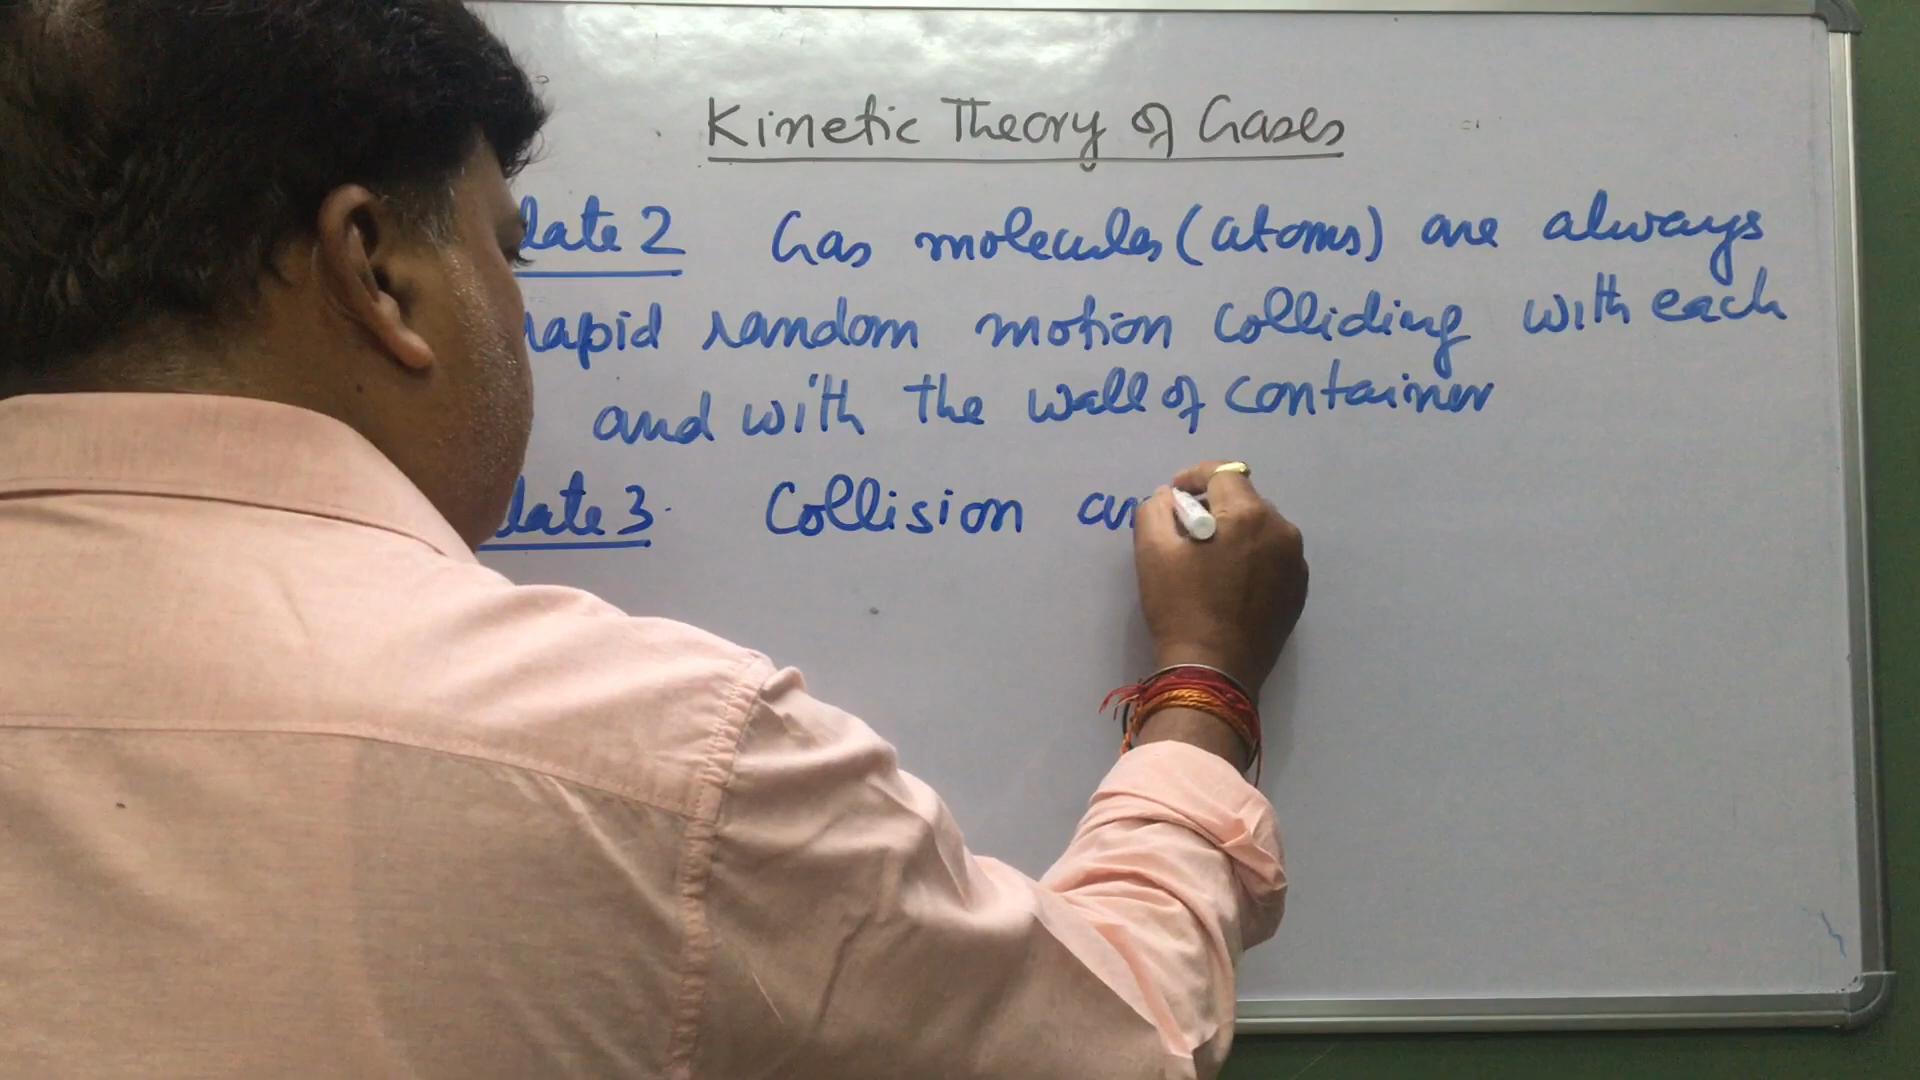 Kinetic Theory of Gases
late 2 Gas molecules (atoms) are always
rapid random motion colliding with each
and with the wall of container
late 3. Collision